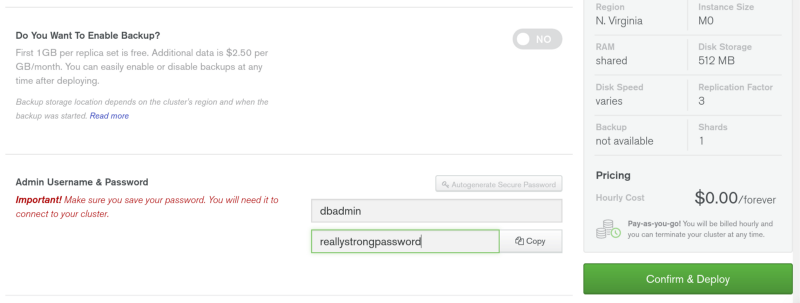 Do You Want To Enable Backup?
First 1GB per replica set is free. Additional data is $2.50 per
GB/month. You can easily enable or disable backups at any
time after deploying.
Backup storage location depends on the cluster's region and when the
backup was started. Read more
NO
Admin Username & Password
Important! Make sure you save your password. You will need it to
connect to your cluster.
Autogenerate Secure Password
dbadmin
reallystrongpassword
Copy
Region Instance Size
N. Virginia M0
RAM Disk Storage
shared 512 MB
Disk Speed Replication Factor
varies 3
Backup Shards
not available 1
Pricing
Hourly Cost $0.00/forever
Pay-as-you-go! You will be billed hourly and
you can terminate your cluster at any time.
Confirm & Deploy